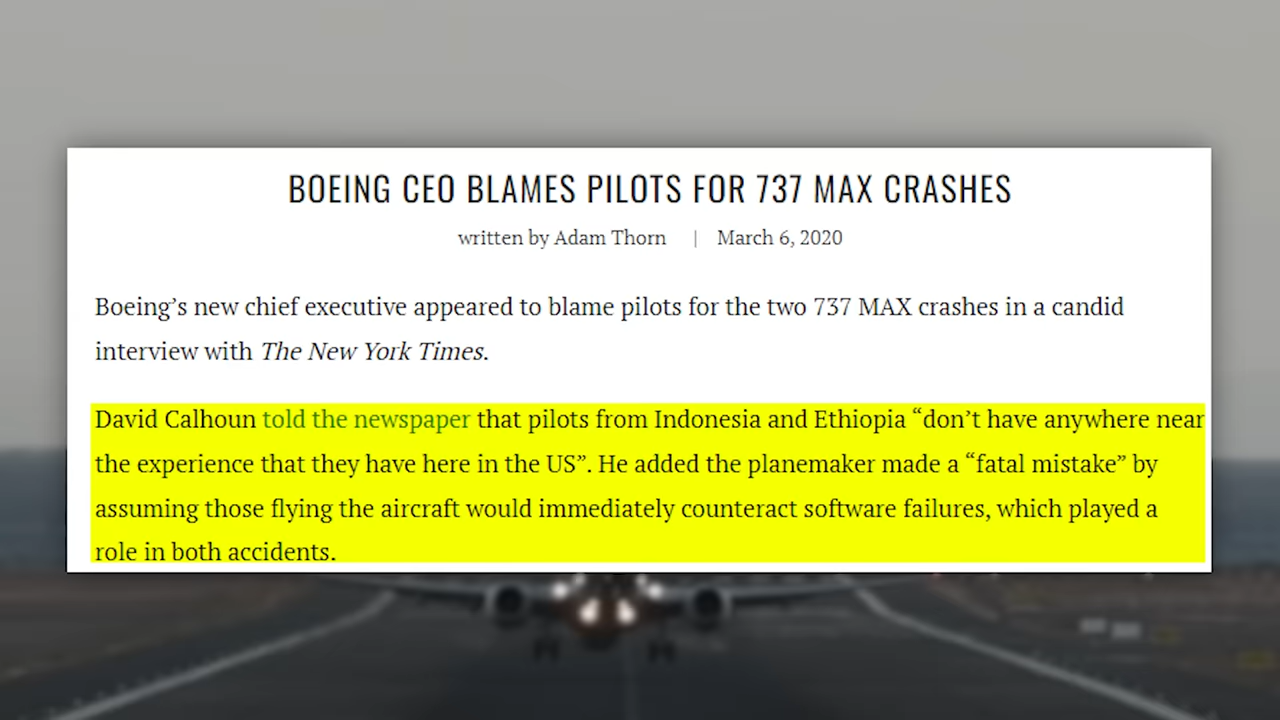 BOEING CEO BLAMES PILOTS FOR 737 MAX CRASHES
written by Adam Thorn | March 6, 2020
Boeing’s new chief executive appeared to blame pilots for the two 737 MAX crashes in a candid
interview with The New York Times.
David Calhoun told the newspaper that pilots from Indonesia and Ethiopia “don’t have anywhere near
the experience that they have here in the US”. He added the planemaker made a “fatal mistake” by
assuming those flying the aircraft would immediately counteract software failures, which played a
role in both accidents.